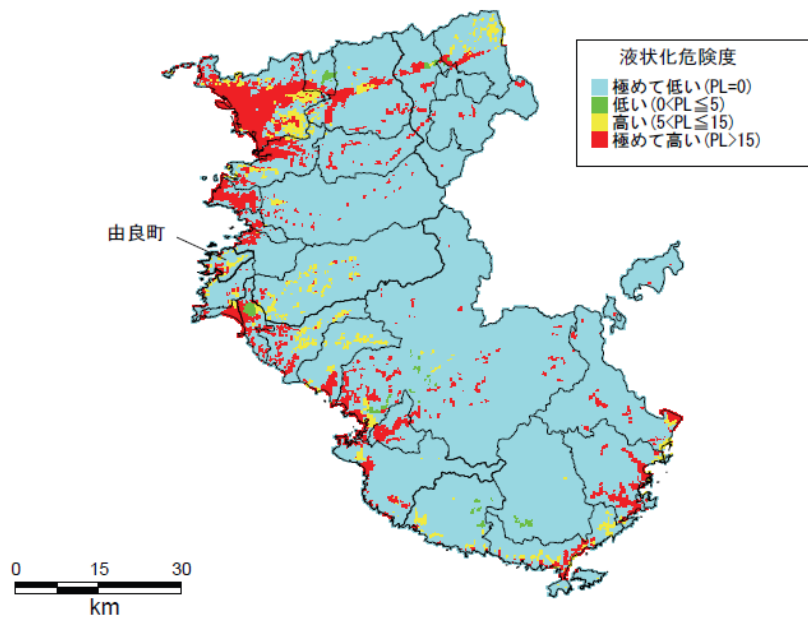 液状化危険度
極めて低い(PL=0)
低い(0<PL≦5)
高い(5<PL≦15)
極めて高い(PL>15)
由良町
0 15 30
km